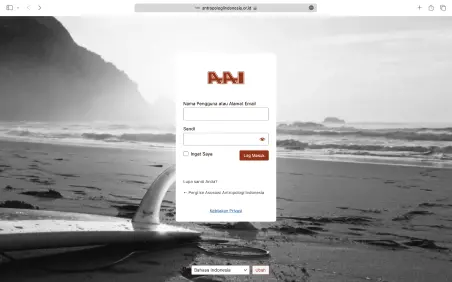 antropologiindonesia.or.id
AAI
Nama Pengguna atau Alamat Email
Sandi
Ingat Saya
Log Masuk
Lupa sandi Anda?
← Pergi ke Asosiasi Antropologi Indonesia
Kebijakan Privasi
Bahasa Indonesia
Ubah